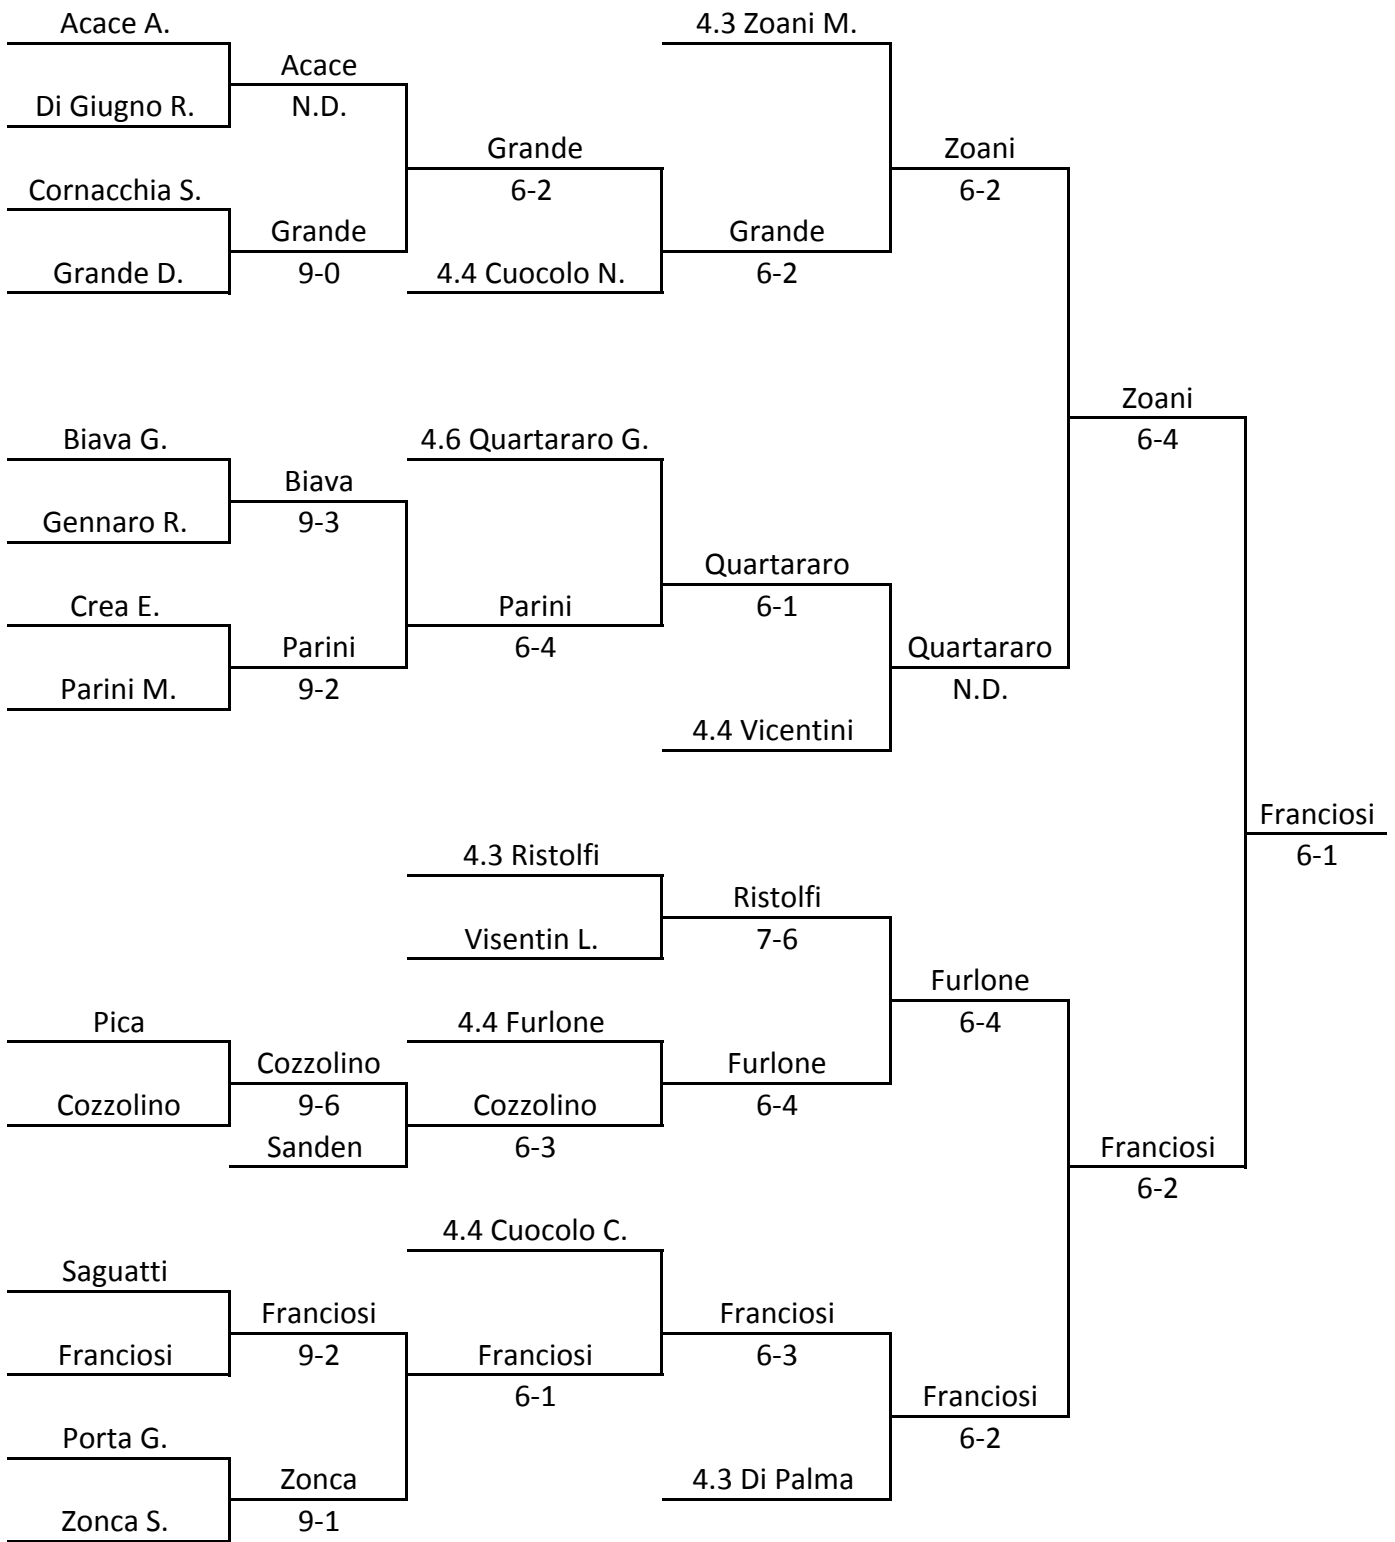 Acace A.
4.3 Zoani M.
Acace
Di Giugno R.
N.D.
Grande
Zoani
Cornacchia S.
6-2
6-2
Grande
Grande
Grande D.
9-0
4.4 Cuocolo N.
6-2
Zoani
Biava G.
4.6 Quartararo G.
6-4
Biava
Gennaro R.
9-3
Quartararo
Crea E.
Parini
6-1
Parini
6-4
Quartararo
Parini M.
9-2
N.D.
4.4 Vicentini
Franciosi
4.3 Ristolfi
6-1
Ristolfi
Visentin L.
7-6
Furlone
Pica
4.4 Furlone
6-4
Cozzolino
Furlone
Cozzolino
9-6
Cozzolino
6-4
Sanden
6-3
Franciosi
6-2
4.4 Cuocolo C.
Saguatti
Franciosi
Franciosi
Franciosi
9-2
Franciosi
6-3
6-1
Franciosi
Porta G.
6-2
Zonca
4.3 Di Palma
Zonca S.
9-1